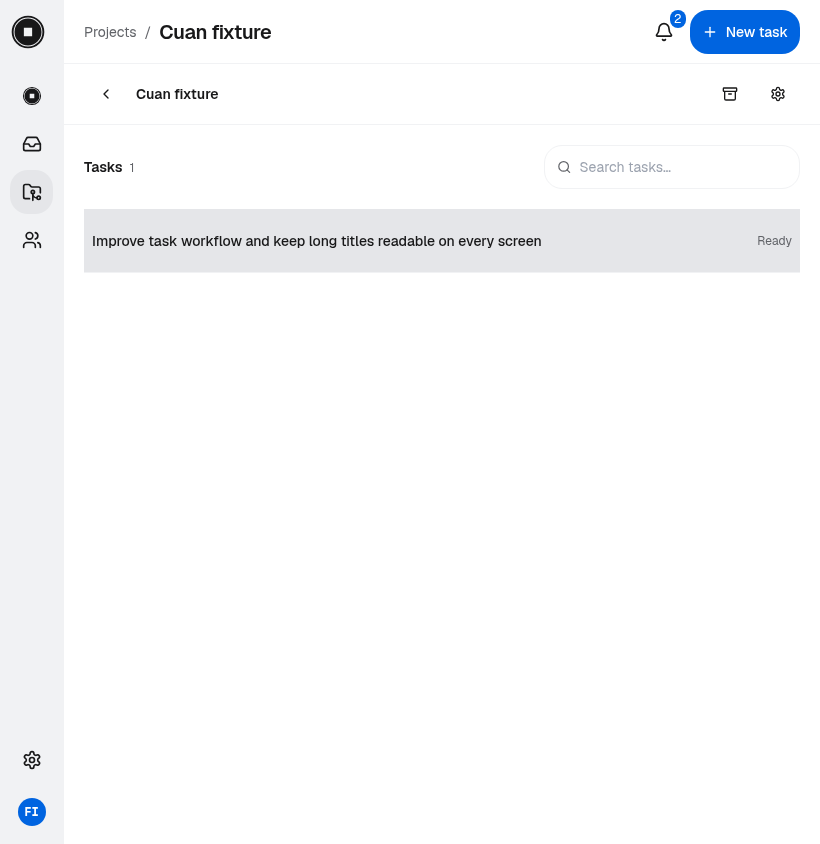 Projects / Cuan fixture
2
New task
Cuan fixture
Tasks 1
Search tasks...
Improve task workflow and keep long titles readable on every screen
Ready
FI